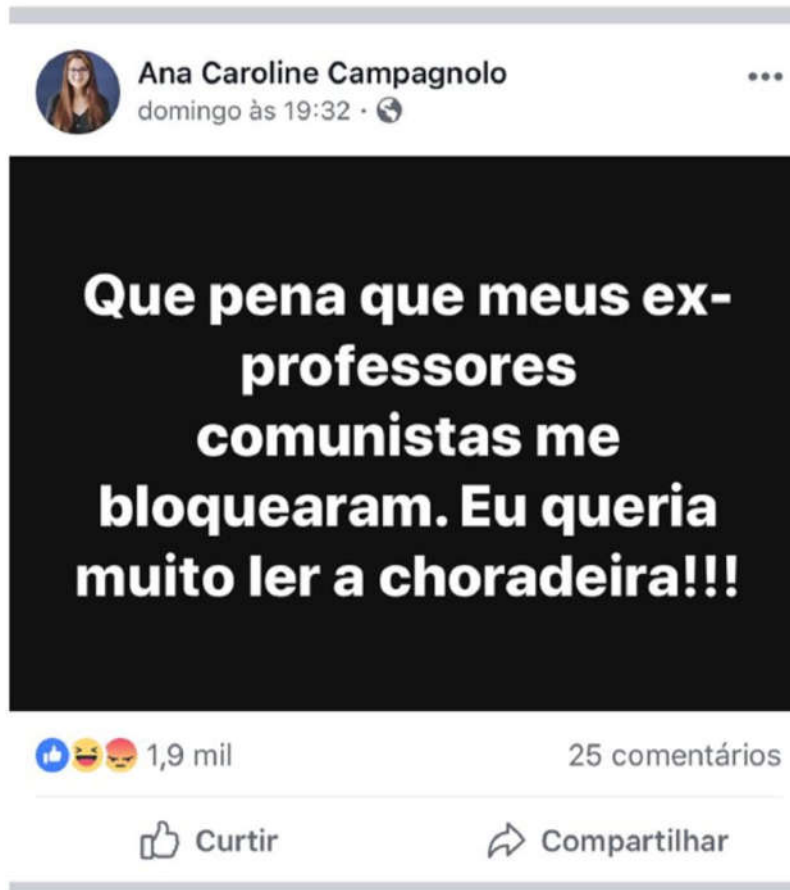 Ana Caroline Campagnolo
domingo às 19:32 ·
Que pena que meus ex-
professores
comunistas me
bloquearam. Eu queria
muito ler a choradeira!!!
1,9 mil
25 comentários
Curtir
Compartilhar